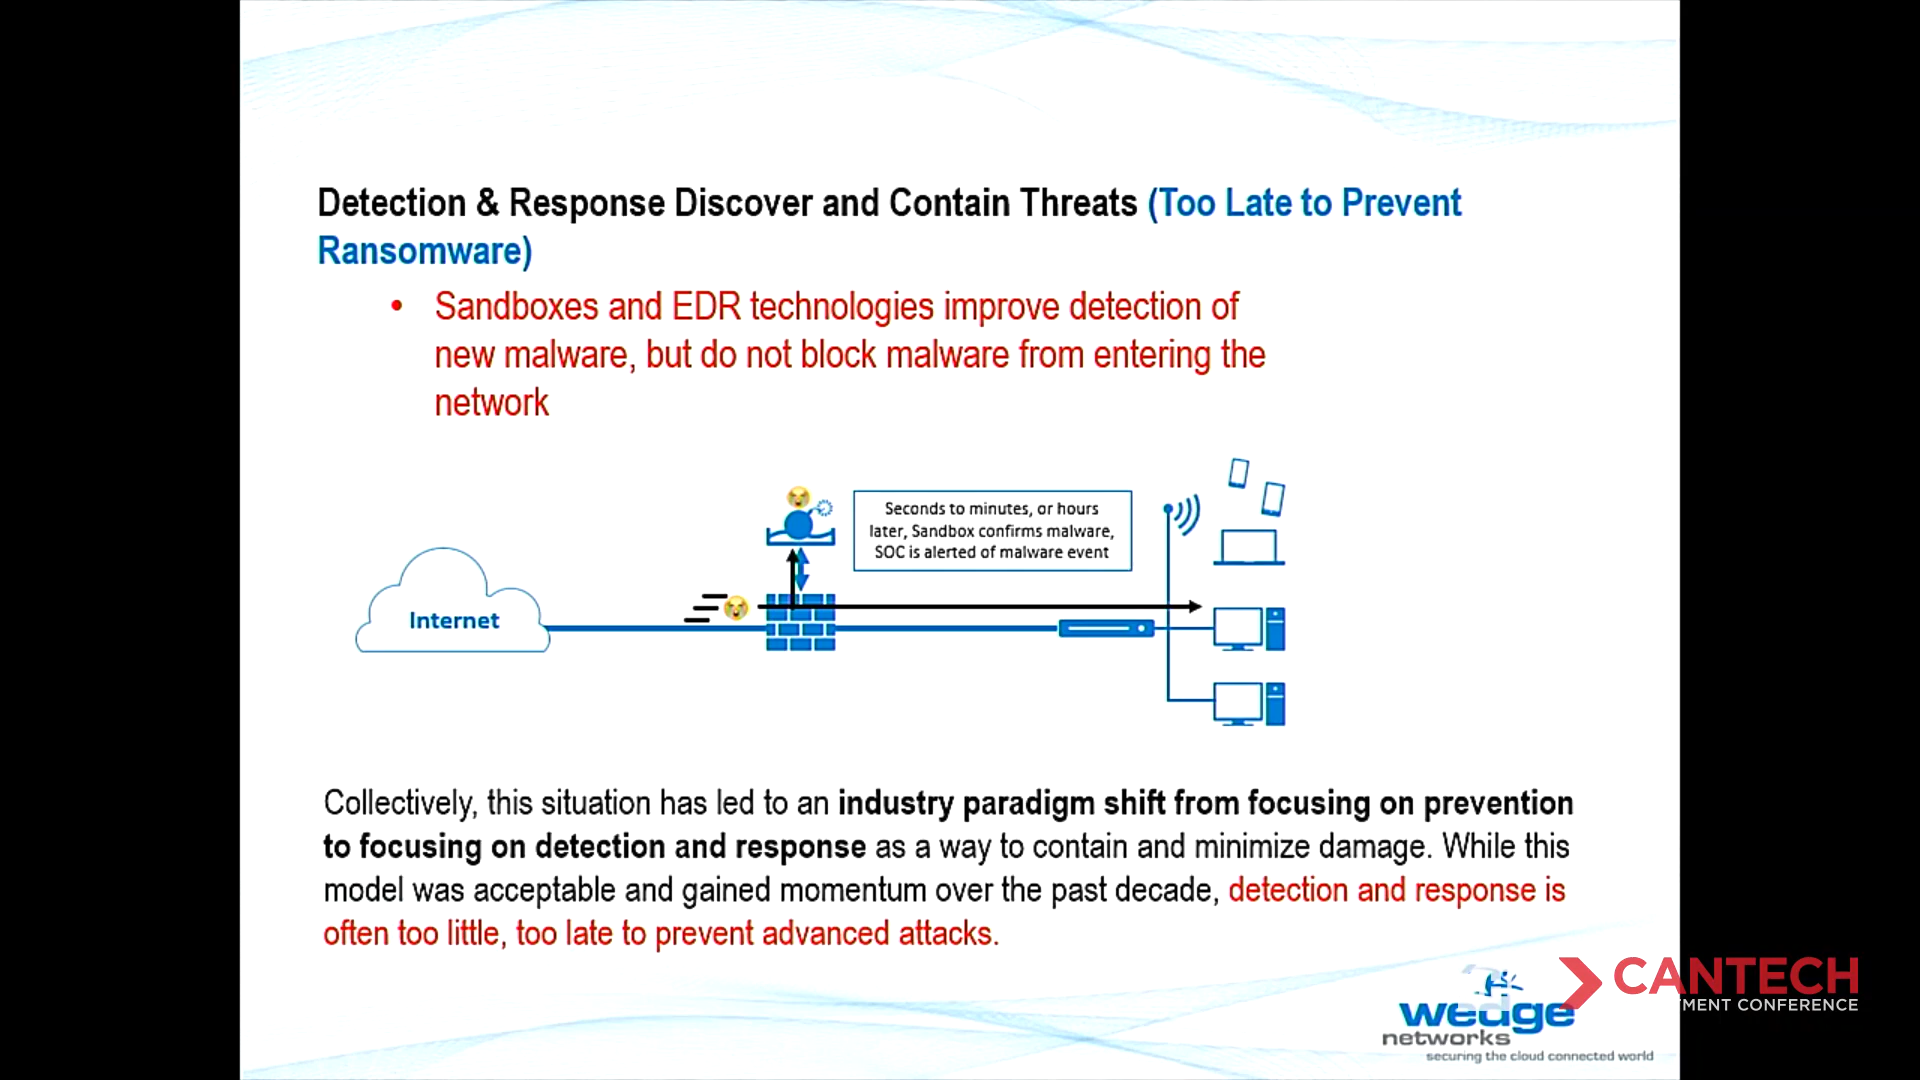 Detection & Response Discover and Contain Threats (Too Late to Prevent
Ransomware)
• Sandboxes and EDR technologies improve detection of
new malware, but do not block malware from entering the
network
Seconds to minutes, or hours
later, Sandbox confirms malware,
SOC is alerted of malware event
Internet
Collectively, this situation has led to an industry paradigm shift from focusing on prevention
to focusing on detection and response as a way to contain and minimize damage. While this
model was acceptable and gained momentum over the past decade, detection and response is
often too little, too late to prevent advanced attacks.
CANTECH
TMENT CONFERENCE
wedge
networks
securing the cloud connected world